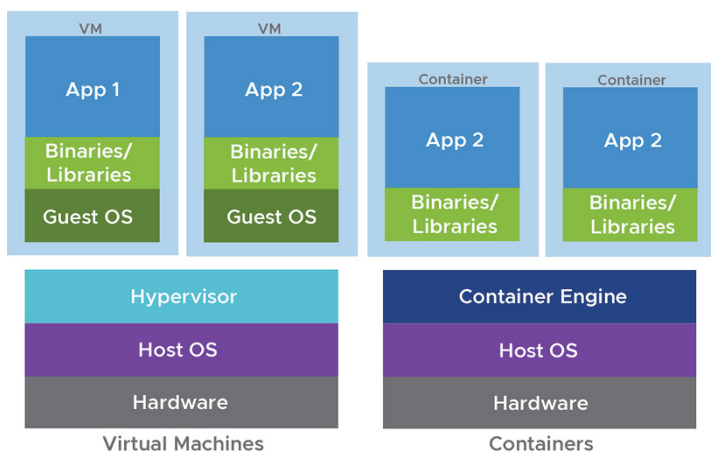 VM
App 1
Binaries/
Libraries
Guest OS
VM
App 2
Binaries/
Libraries
Guest OS
Container
App 2
Binaries/
Libraries
Container
App 2
Binaries/
Libraries
Hypervisor
Host OS
Hardware
Virtual Machines
Container Engine
Host OS
Hardware
Containers